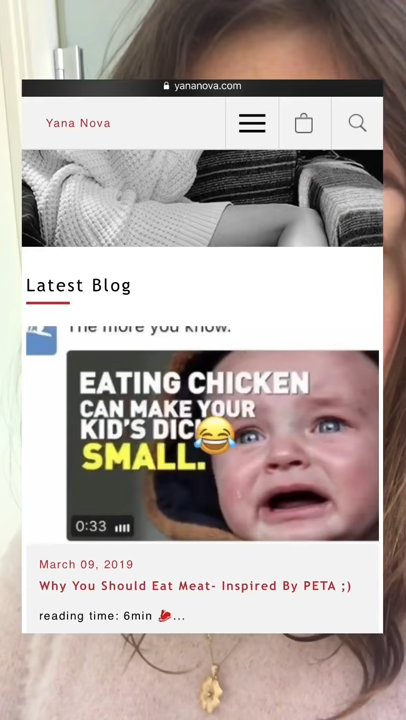 yananova.com
Yana Nova
Latest Blog
The more you know.
EATING CHICKEN
CAN MAKE YOUR
KID'S DIC😂
SMALL.
0:33
March 09, 2019
Why You Should Eat Meat- Inspired By PETA ;)
reading time: 6min 🥩...